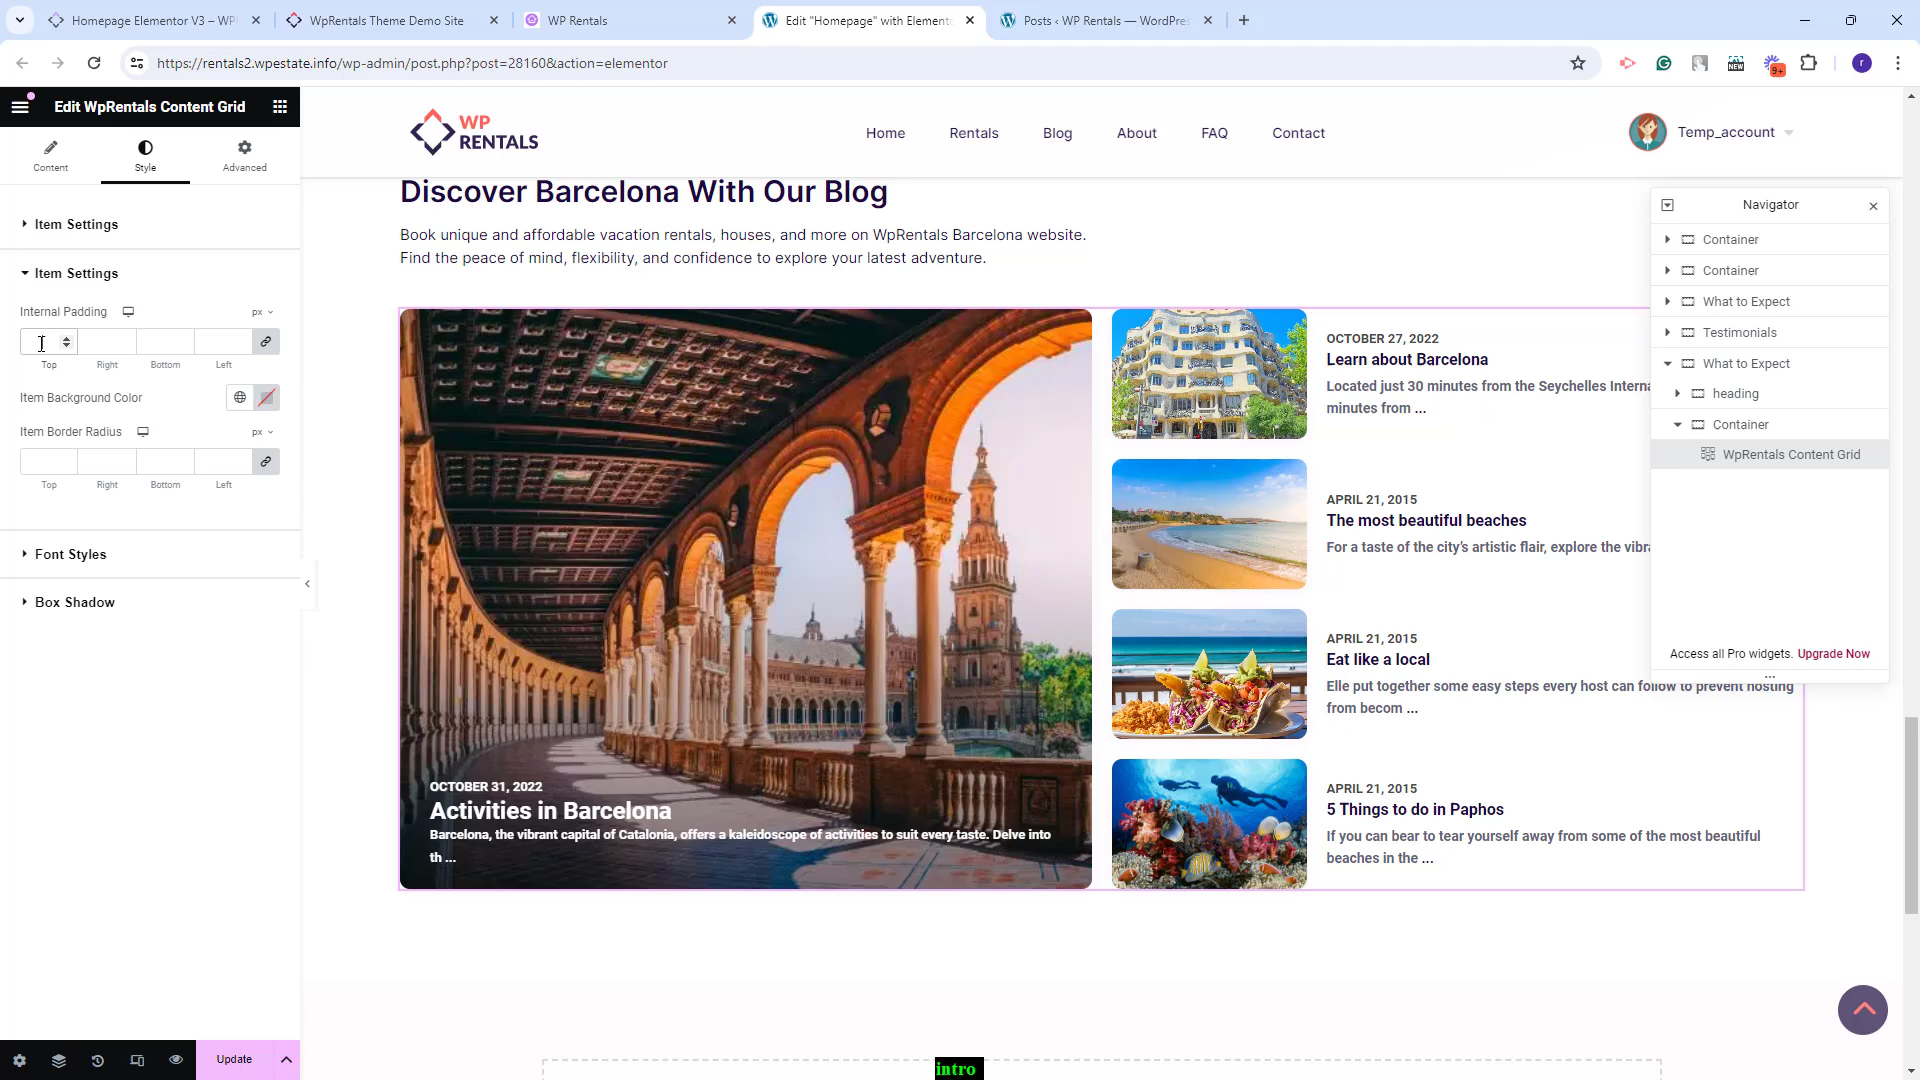 Homepage Elementor V3 – WP
WpRentals Theme Demo Site
WP Rentals
Edit "Homepage" with Elemento
Posts ‹ WP Rentals — WordPres
https://rentals2.wpestate.info/wp-admin/post.php?post=28160&action=elementor
NEW
9+
r
Edit WpRentals Content Grid
Content
Style
Advanced
Item Settings
Item Settings
Internal Padding
px
Top
Right
Bottom
Left
Item Background Color
Item Border Radius
px
Top
Right
Bottom
Left
Font Styles
Box Shadow
Update
WP
RENTALS
Home
Rentals
Blog
About
FAQ
Contact
Temp_account
Discover Barcelona With Our Blog
Book unique and affordable vacation rentals, houses, and more on WpRentals Barcelona website.
Find the peace of mind, flexibility, and confidence to explore your latest adventure.
OCTOBER 31, 2022
Activities in Barcelona
Barcelona, the vibrant capital of Catalonia, offers a kaleidoscope of activities to suit every taste. Delve into
th ...
OCTOBER 27, 2022
Learn about Barcelona
Located just 30 minutes from the Seychelles Interna
minutes from ...
APRIL 21, 2015
The most beautiful beaches
For a taste of the city's artistic flair, explore the vibra
APRIL 21, 2015
Eat like a local
Elle put together some easy steps every host can follow to prevent hosting
from becom ...
APRIL 21, 2015
5 Things to do in Paphos
If you can bear to tear yourself away from some of the most beautiful
beaches in the ...
Navigator
Container
Container
What to Expect
Testimonials
What to Expect
heading
Container
WpRentals Content Grid
Access all Pro widgets. Upgrade Now
...
intro